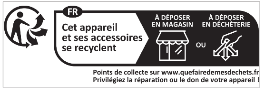 FR
Cet appareil
et ses accessoires
se recyclent
À DÉPOSER
EN MAGASIN
OU
À DÉPOSER
EN DÉCHÈTERIE
Points de collecte sur www.quefairedemesdechets.fr
Privilégiez la réparation ou le don de votre appareil !